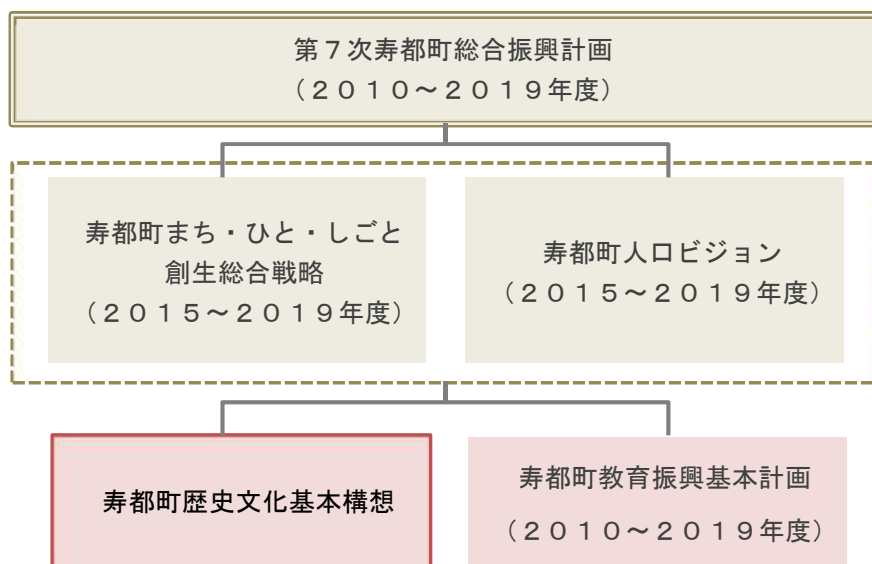 第７次寿都町総合振興計画
（２０１０～２０１９年度）
寿都町まち・ひと・しごと
創生総合戦略
（２０１５～２０１９年度）
寿都町人口ビジョン
（２０１５～２０１９年度）
寿都町歴史文化基本構想
寿都町教育振興基本計画
（２０１０～２０１９年度）